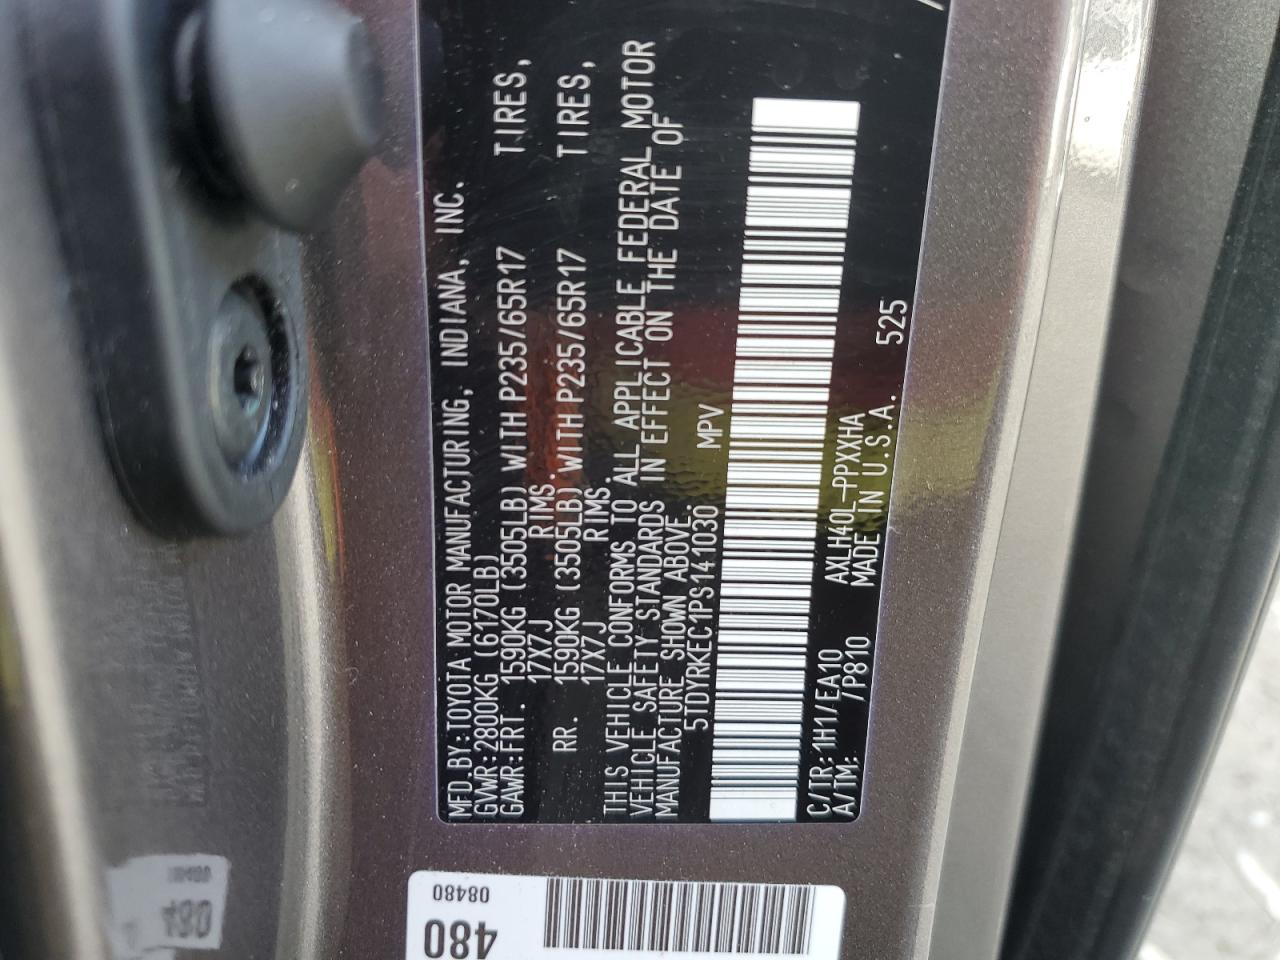 MFD.BY:TOYOTA MOTOR MANUFACTURING, INDIANA, INC.
GVWR:2800KG (6170LB)
GAWR:FRT. 1590KG (3505LB) WITH P235/65R17 TIRES,
17X7J RIMS.
RR. 1590KG (3505LB) WITH P235/65R17 TIRES,
17X7J RIMS.
THIS VEHICLE CONFORMS TO ALL APPLICABLE FEDERAL MOTOR
VEHICLE SAFETY STANDARDS IN EFFECT ON THE DATE OF
MANUFACTURE SHOWN ABOVE.
5TDYRKEC1PS141030 MPV
C/TR: 1H1/EA10 AXLH40L-PPXXHA
A/TM: /P810 MADE IN U.S.A. 525
480
08480